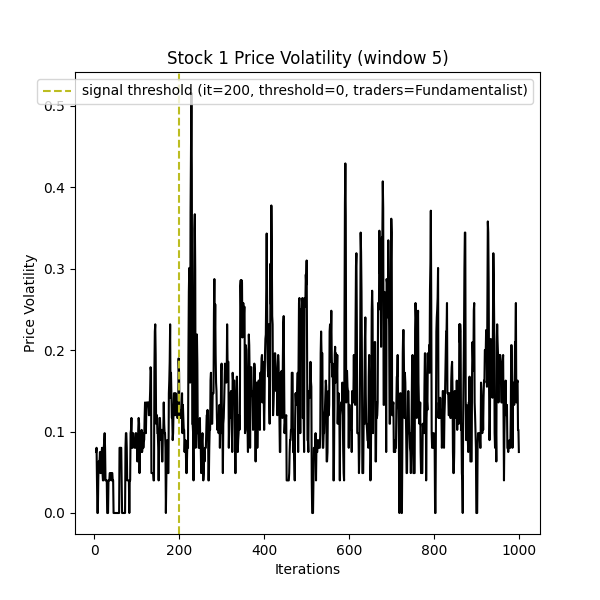 Stock 1 Price Volatility (window 5)
signal threshold (it=200, threshold=0, traders=Fundamentalist)
0.5
0.4
0.3
0.2
0.1
0.0
Price Volatility
0 200 400 600 800 1000
Iterations